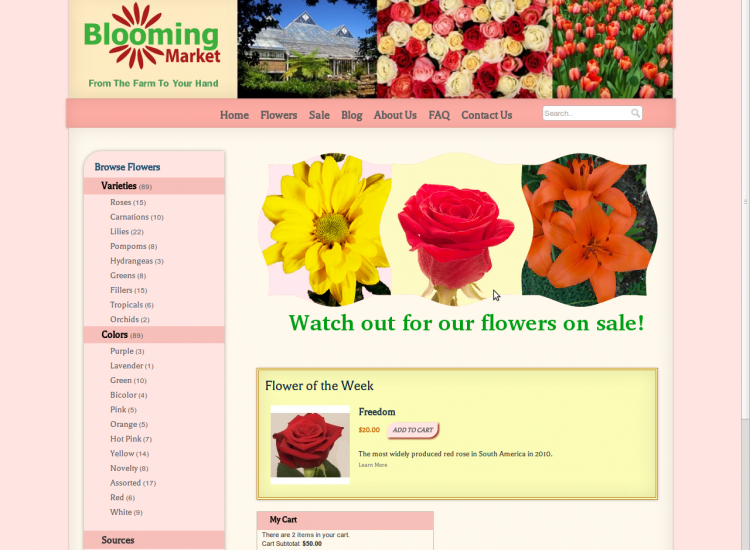 Blooming
Market
From The Farm To Your Hand
Home Flowers Sale Blog About Us FAQ Contact Us
Search..
Browse Flowers
Varieties (89)
Roses (15)
Carnations (10)
Lilies (22)
Pompoms (8)
Hydrangeas (3)
Greens (8)
Fillers (15)
Tropicals (6)
Orchids (2)
Colors (89)
Purple (3)
Lavender (1)
Green (10)
Bicolor (4)
Pink (5)
Orange (5)
Hot Pink (7)
Yellow (14)
Novelty (8)
Assorted (17)
Red (6)
White (9)
Sources
Watch out for our flowers on sale!
Flower of the Week
Freedom
$20.00 ADD TO CART
The most widely produced red rose in South America in 2010.
Learn More
My Cart
There are 2 items in your cart.
Cart Subtotal: $50.00